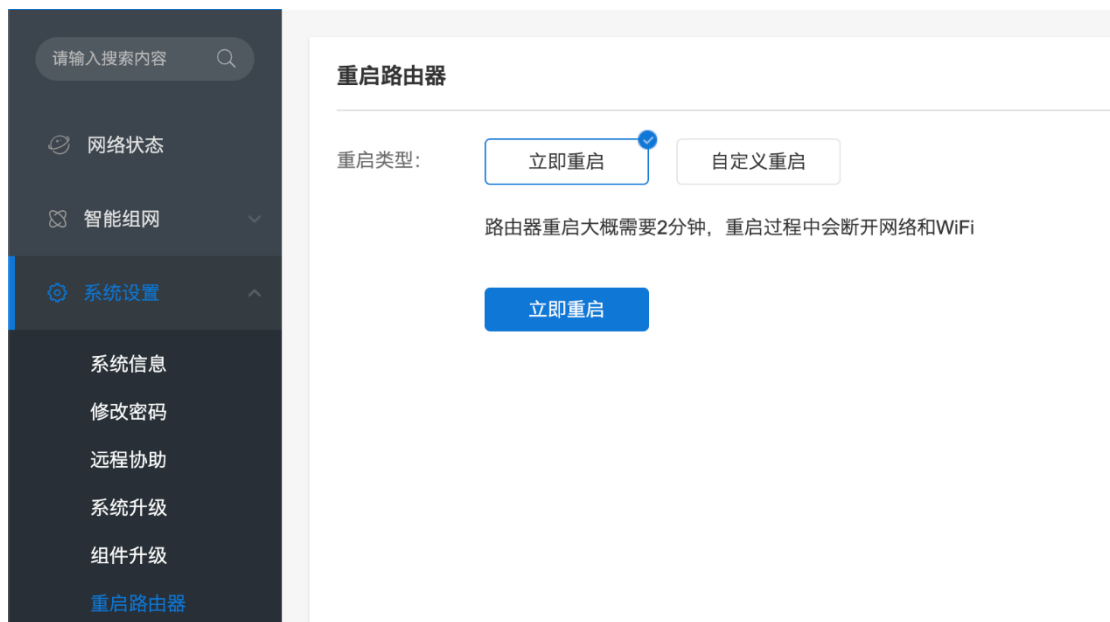 请输入搜索内容
网络状态
智能组网
系统设置
系统信息
修改密码
远程协助
系统升级
组件升级
重启路由器
重启路由器
重启类型:
立即重启
自定义重启
路由器重启大概需要2分钟，重启过程中会断开网络和WiFi
立即重启